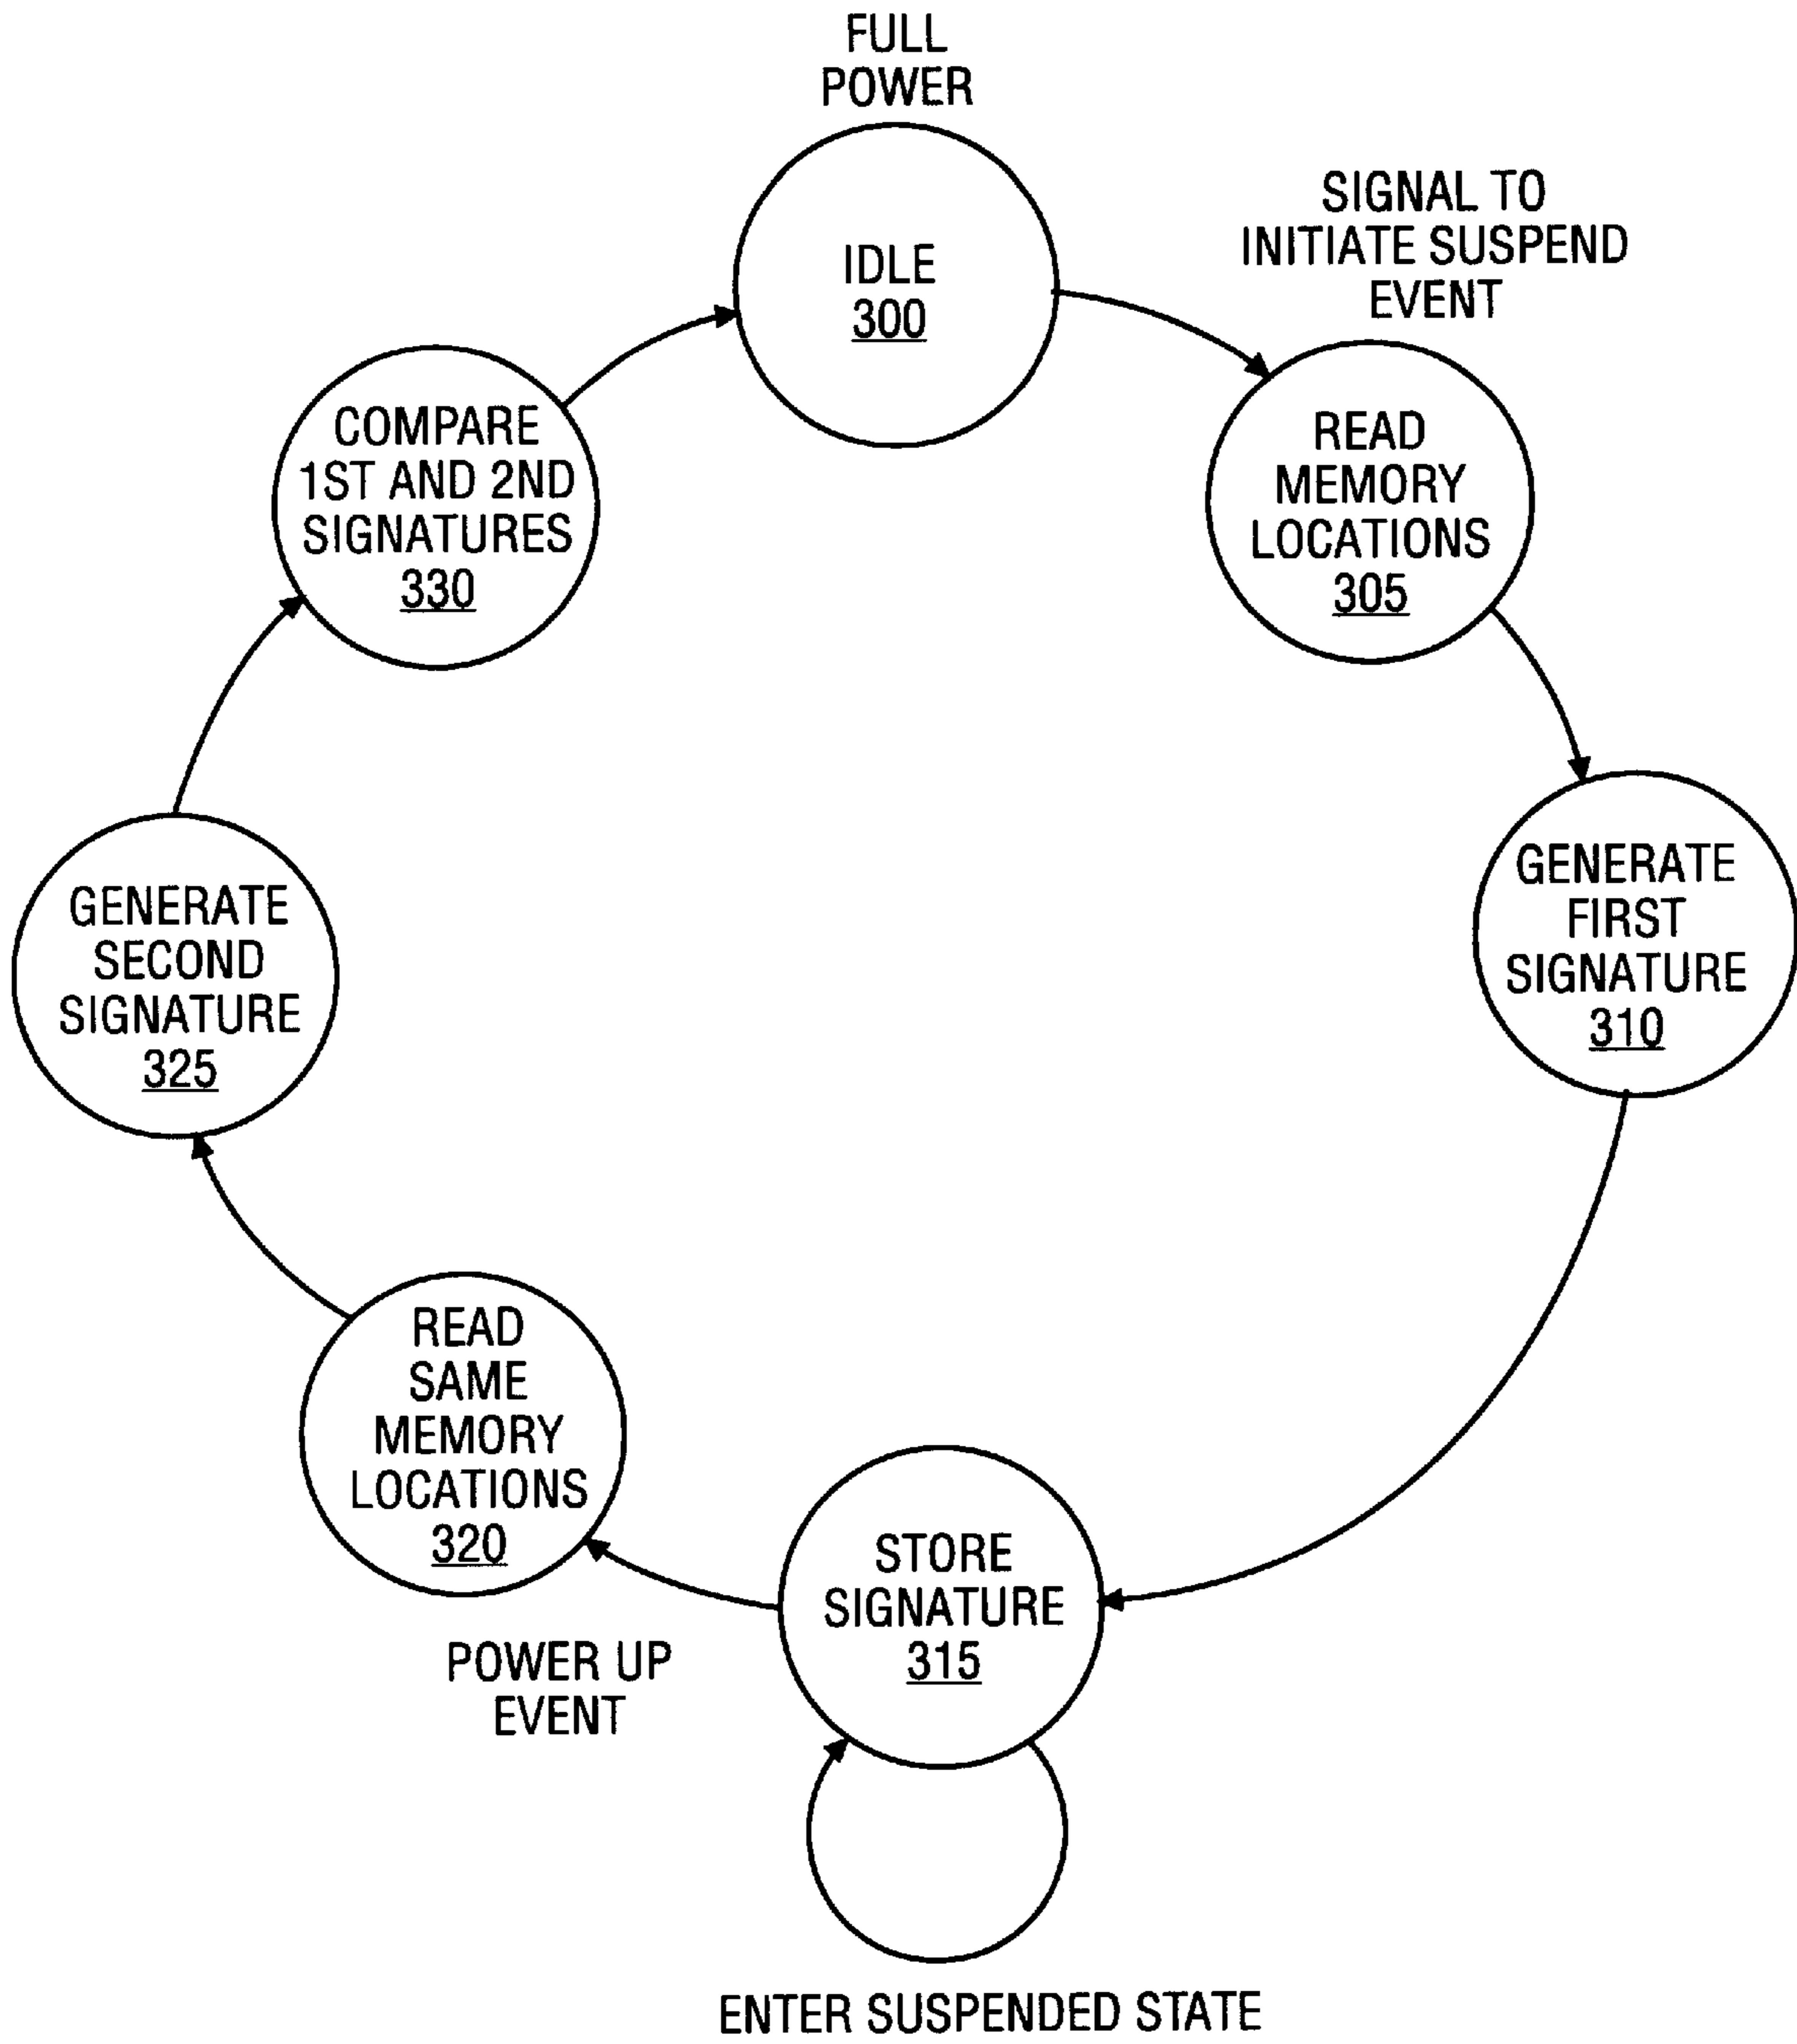 FULL
POWER
IDLE
300
SIGNAL TO
INITIATE SUSPEND
EVENT
READ
MEMORY
LOCATIONS
305
GENERATE
FIRST
SIGNATURE
310
STORE
SIGNATURE
315
ENTER SUSPENDED STATE
POWER UP
EVENT
READ
SAME
MEMORY
LOCATIONS
320
GENERATE
SECOND
SIGNATURE
325
COMPARE
1ST AND 2ND
SIGNATURES
330